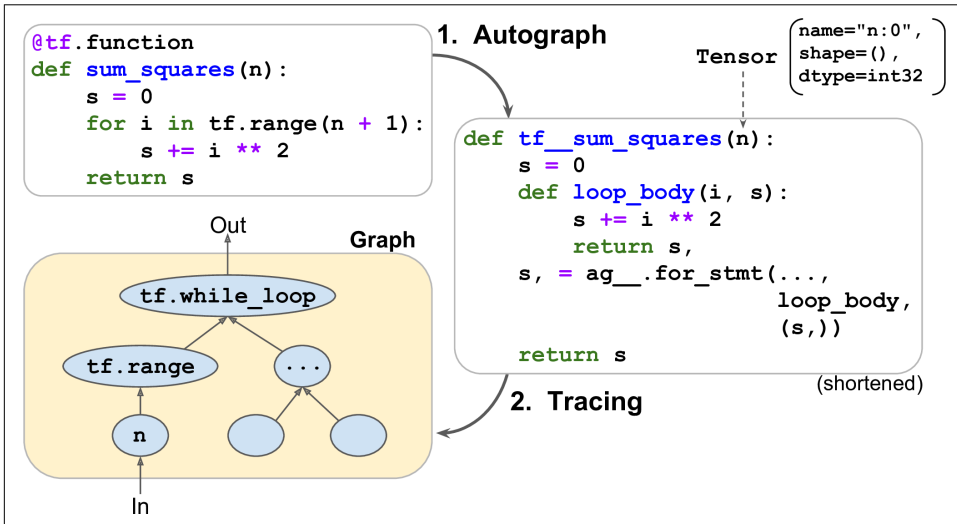 @tf.function
def sum_squares(n):
    s = 0
    for i in tf.range(n + 1):
        s += i ** 2
    return s
1. Autograph
Tensor
name="n:0",
shape=(),
dtype=int32
def tf__sum_squares(n):
    s = 0
    def loop_body(i, s):
        s += i ** 2
        return s,
    s, = ag__.for_stmt(...,
                       loop_body,
                       (s,))
    return s
(shortened)
2. Tracing
Graph
Out
tf.while_loop
tf.range
...
n
In